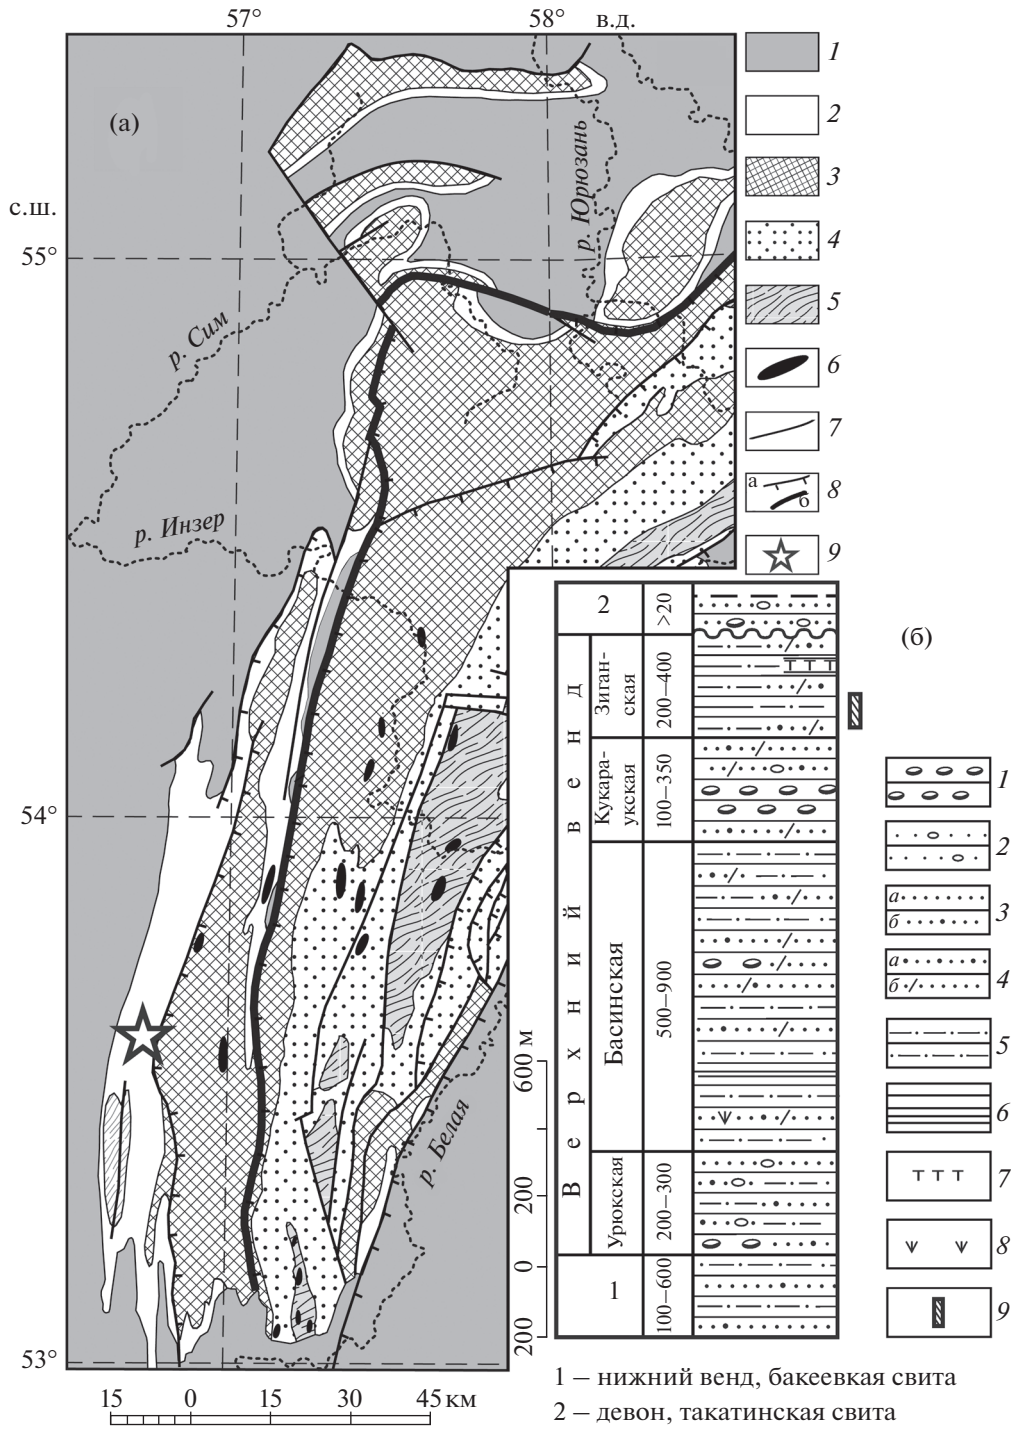 57°
58°
в.д.
(а)
с.ш.
55°
54°
53°
р. Юрюзань
р. Сим
р. Инзер
р. Белая
1
2
3
4
5
6
7
а
б
8
9
15 0 15 30 45 км
(б)
600 м
200
0
200
Верхний венд
2
>20
Зиган-
ская
200–400
Кукара-
укская
100–350
Басинская
500–900
Урюкская
200–300
1
100–600
т т т
1
2
а
б
3
а
б
4
5
6
т т т
7
8
9
1 – нижний венд, бакеевкая свита
2 – девон, такатинская свита